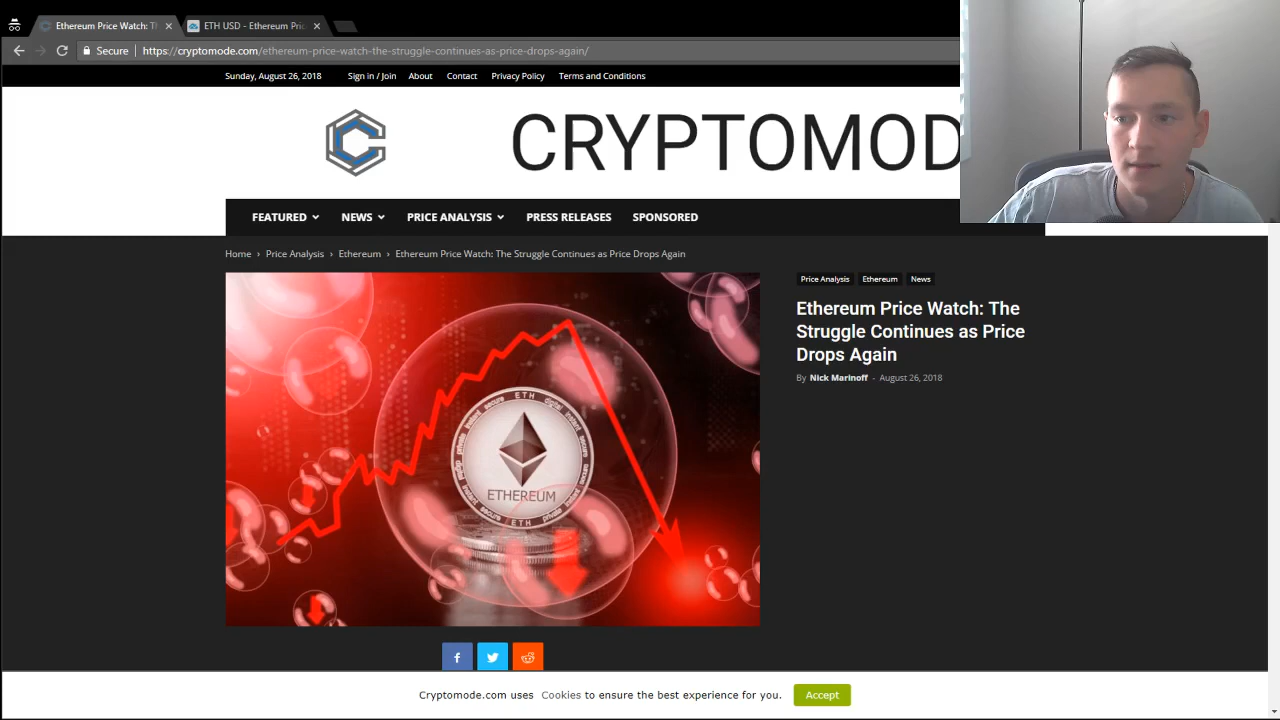 Ethereum Price Watch: Th
ETH USD - Ethereum Pric
Secure
https://cryptomode.com/ethereum-price-watch-the-struggle-continues-as-price-drops-again/
Sunday, August 26, 2018 Sign in / Join About Contact Privacy Policy Terms and Conditions
CRYPTOMOD
FEATURED NEWS PRICE ANALYSIS PRESS RELEASES SPONSORED
Home › Price Analysis › Ethereum › Ethereum Price Watch: The Struggle Continues as Price Drops Again
Price Analysis Ethereum News
Ethereum Price Watch: The
Struggle Continues as Price
Drops Again
By Nick Marinoff - August 26, 2018
ETH
ETHEREUM
ETH
Cryptomode.com uses Cookies to ensure the best experience for you. Accept